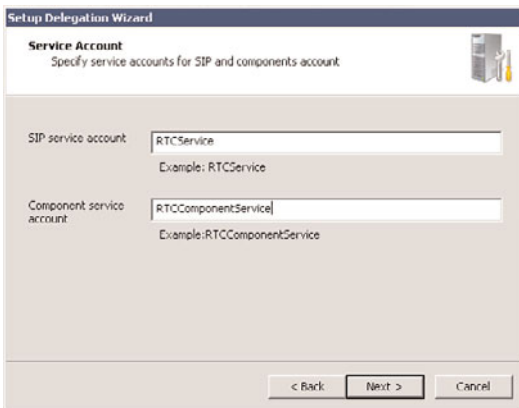 Setup Delegation Wizard
Service Account
Specify service accounts for SIP and components account
SIP service account
RTCService
Example: RTCService
Component service
account
RTCComponentService
Example:RTCComponentService
< Back
Next >
Cancel